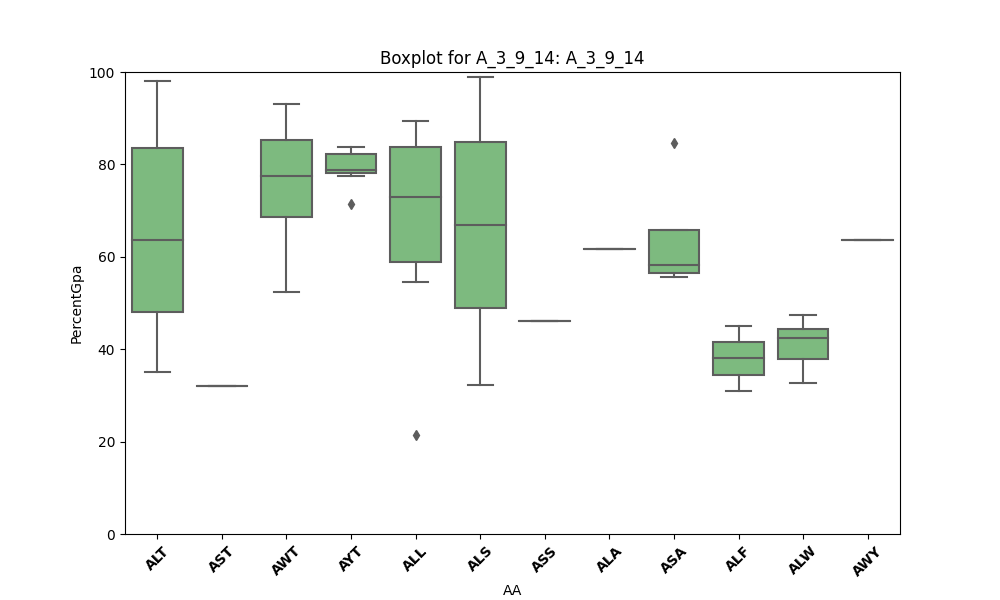 Boxplot for A_3_9_14: A_3_9_14
100
80
60
40
20
0
PercentGpa
ALT AST AWT AYT ALL ALS ASS ALA ASA ALF ALW AWY
AA